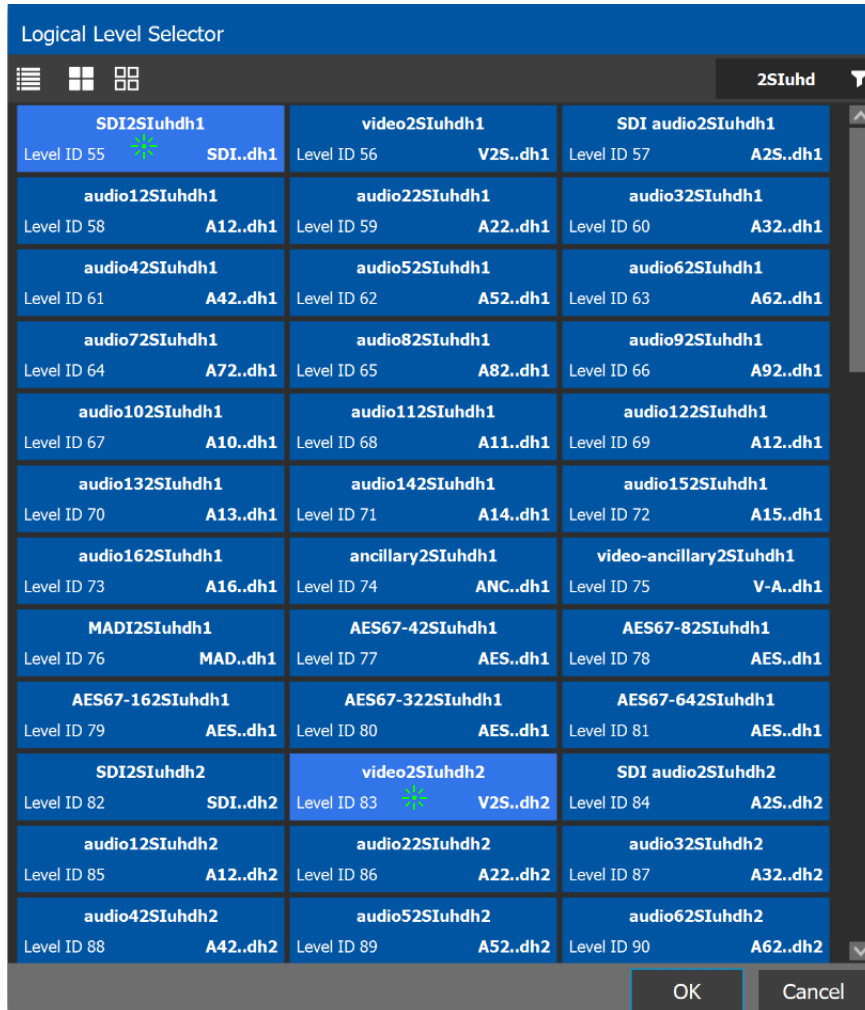 Logical Level Selector
2SIuhd
SDI2SIuhdh1 video2SIuhdh1 SDI audio2SIuhdh1
Level ID 55 SDI..dh1 Level ID 56 V2S..dh1 Level ID 57 A2S..dh1
audio12SIuhdh1 audio22SIuhdh1 audio32SIuhdh1
Level ID 58 A12..dh1 Level ID 59 A22..dh1 Level ID 60 A32..dh1
audio42SIuhdh1 audio52SIuhdh1 audio62SIuhdh1
Level ID 61 A42..dh1 Level ID 62 A52..dh1 Level ID 63 A62..dh1
audio72SIuhdh1 audio82SIuhdh1 audio92SIuhdh1
Level ID 64 A72..dh1 Level ID 65 A82..dh1 Level ID 66 A92..dh1
audio102SIuhdh1 audio112SIuhdh1 audio122SIuhdh1
Level ID 67 A10..dh1 Level ID 68 A11..dh1 Level ID 69 A12..dh1
audio132SIuhdh1 audio142SIuhdh1 audio152SIuhdh1
Level ID 70 A13..dh1 Level ID 71 A14..dh1 Level ID 72 A15..dh1
audio162SIuhdh1 ancillary2SIuhdh1 video-ancillary2SIuhdh1
Level ID 73 A16..dh1 Level ID 74 ANC..dh1 Level ID 75 V-A..dh1
MADI2SIuhdh1 AES67-42SIuhdh1 AES67-82SIuhdh1
Level ID 76 MAD..dh1 Level ID 77 AES..dh1 Level ID 78 AES..dh1
AES67-162SIuhdh1 AES67-322SIuhdh1 AES67-642SIuhdh1
Level ID 79 AES..dh1 Level ID 80 AES..dh1 Level ID 81 AES..dh1
SDI2SIuhdh2 video2SIuhdh2 SDI audio2SIuhdh2
Level ID 82 SDI..dh2 Level ID 83 V2S..dh2 Level ID 84 A2S..dh2
audio12SIuhdh2 audio22SIuhdh2 audio32SIuhdh2
Level ID 85 A12..dh2 Level ID 86 A22..dh2 Level ID 87 A32..dh2
audio42SIuhdh2 audio52SIuhdh2 audio62SIuhdh2
Level ID 88 A42..dh2 Level ID 89 A52..dh2 Level ID 90 A62..dh2
OK Cancel